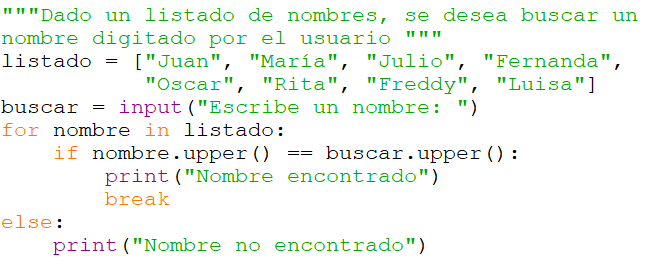 """Dado un listado de nombres, se desea buscar un
nombre digitado por el usuario """
listado = ["Juan", "María", "Julio", "Fernanda",
           "Oscar", "Rita", "Freddy", "Luisa"]
buscar = input("Escribe un nombre: ")
for nombre in listado:
    if nombre.upper() == buscar.upper():
        print("Nombre encontrado")
        break
else:
    print("Nombre no encontrado")